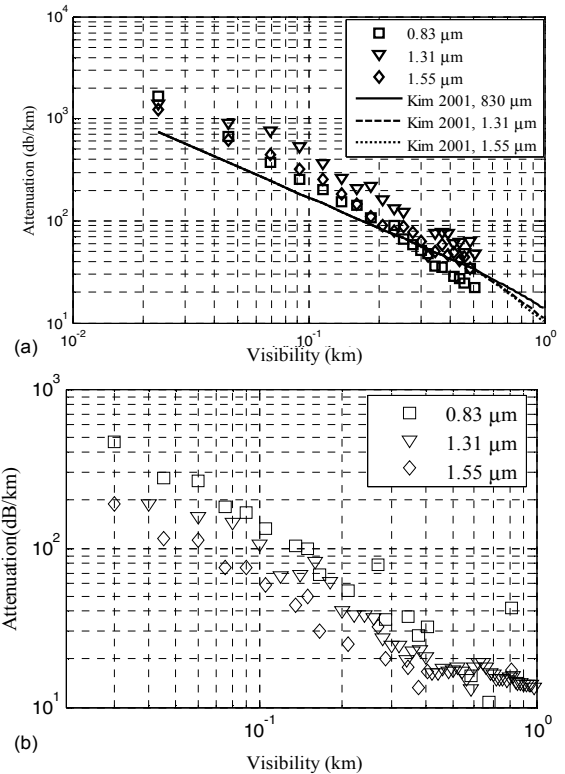 10^4
10^3
10^2
10^1
10^-2
10^-1
10^0
Attenuation (db/km)
Visibility (km)
0.83 µm
1.31 µm
1.55 µm
Kim 2001, 830 µm
Kim 2001, 1.31 µm
Kim 2001, 1.55 µm
(a)
10^3
10^2
10^1
10^-1
10^0
Attenuation(dB/km)
Visibility (km)
0.83 µm
1.31 µm
1.55 µm
(b)